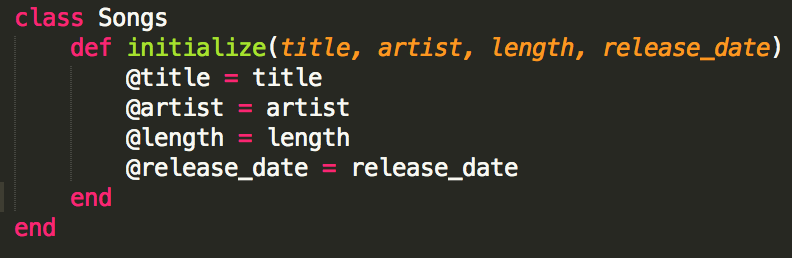 class Songs
    def initialize(title, artist, length, release_date)
        @title = title
        @artist = artist
        @length = length
        @release_date = release_date
    end
end